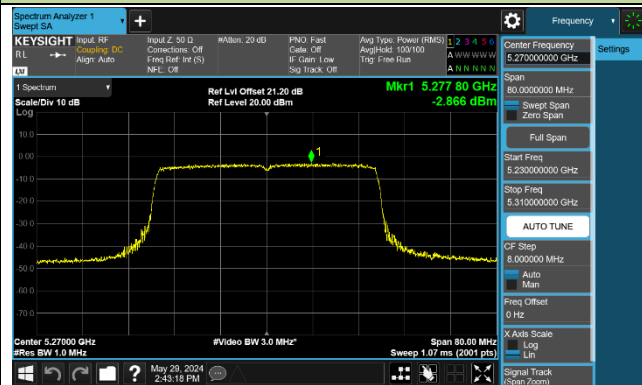 Spectrum Analyzer 1
Swept SA
Frequency
KEYSIGHT
RL
LXI
Input: RF
Coupling: DC
Align: Auto
Input Z: 50 Ω
Corrections: Off
Freq Ref: Int (S)
NFE: Off
#Atten: 20 dB
PNO: Fast
Gate: Off
IF Gain: Low
Sig Track: Off
Avg Type: Power (RMS)
Avg|Hold: 100/100
Trig: Free Run
1 2 3 4 5 6
A W W W W W
A N N N N N
1 Spectrum
Scale/Div 10 dB
Log
Ref Lvl Offset 21.20 dB
Ref Level 20.00 dBm
Mkr1 5.277 80 GHz
-2.866 dBm
10.0
0.00
-10.0
-20.0
-30.0
-40.0
-50.0
-60.0
-70.0
1
Center 5.27000 GHz
#Res BW 1.0 MHz
#Video BW 3.0 MHz*
Span 80.00 MHz
Sweep 1.07 ms (2001 pts)
May 29, 2024
2:43:18 PM
Center Frequency
5.270000000 GHz
Settings
Span
80.0000000 MHz
Swept Span
Zero Span
Full Span
Start Freq
5.230000000 GHz
Stop Freq
5.310000000 GHz
AUTO TUNE
CF Step
8.000000 MHz
Auto
Man
Freq Offset
0 Hz
X Axis Scale
Log
Lin
Signal Track
(Span Zoom)